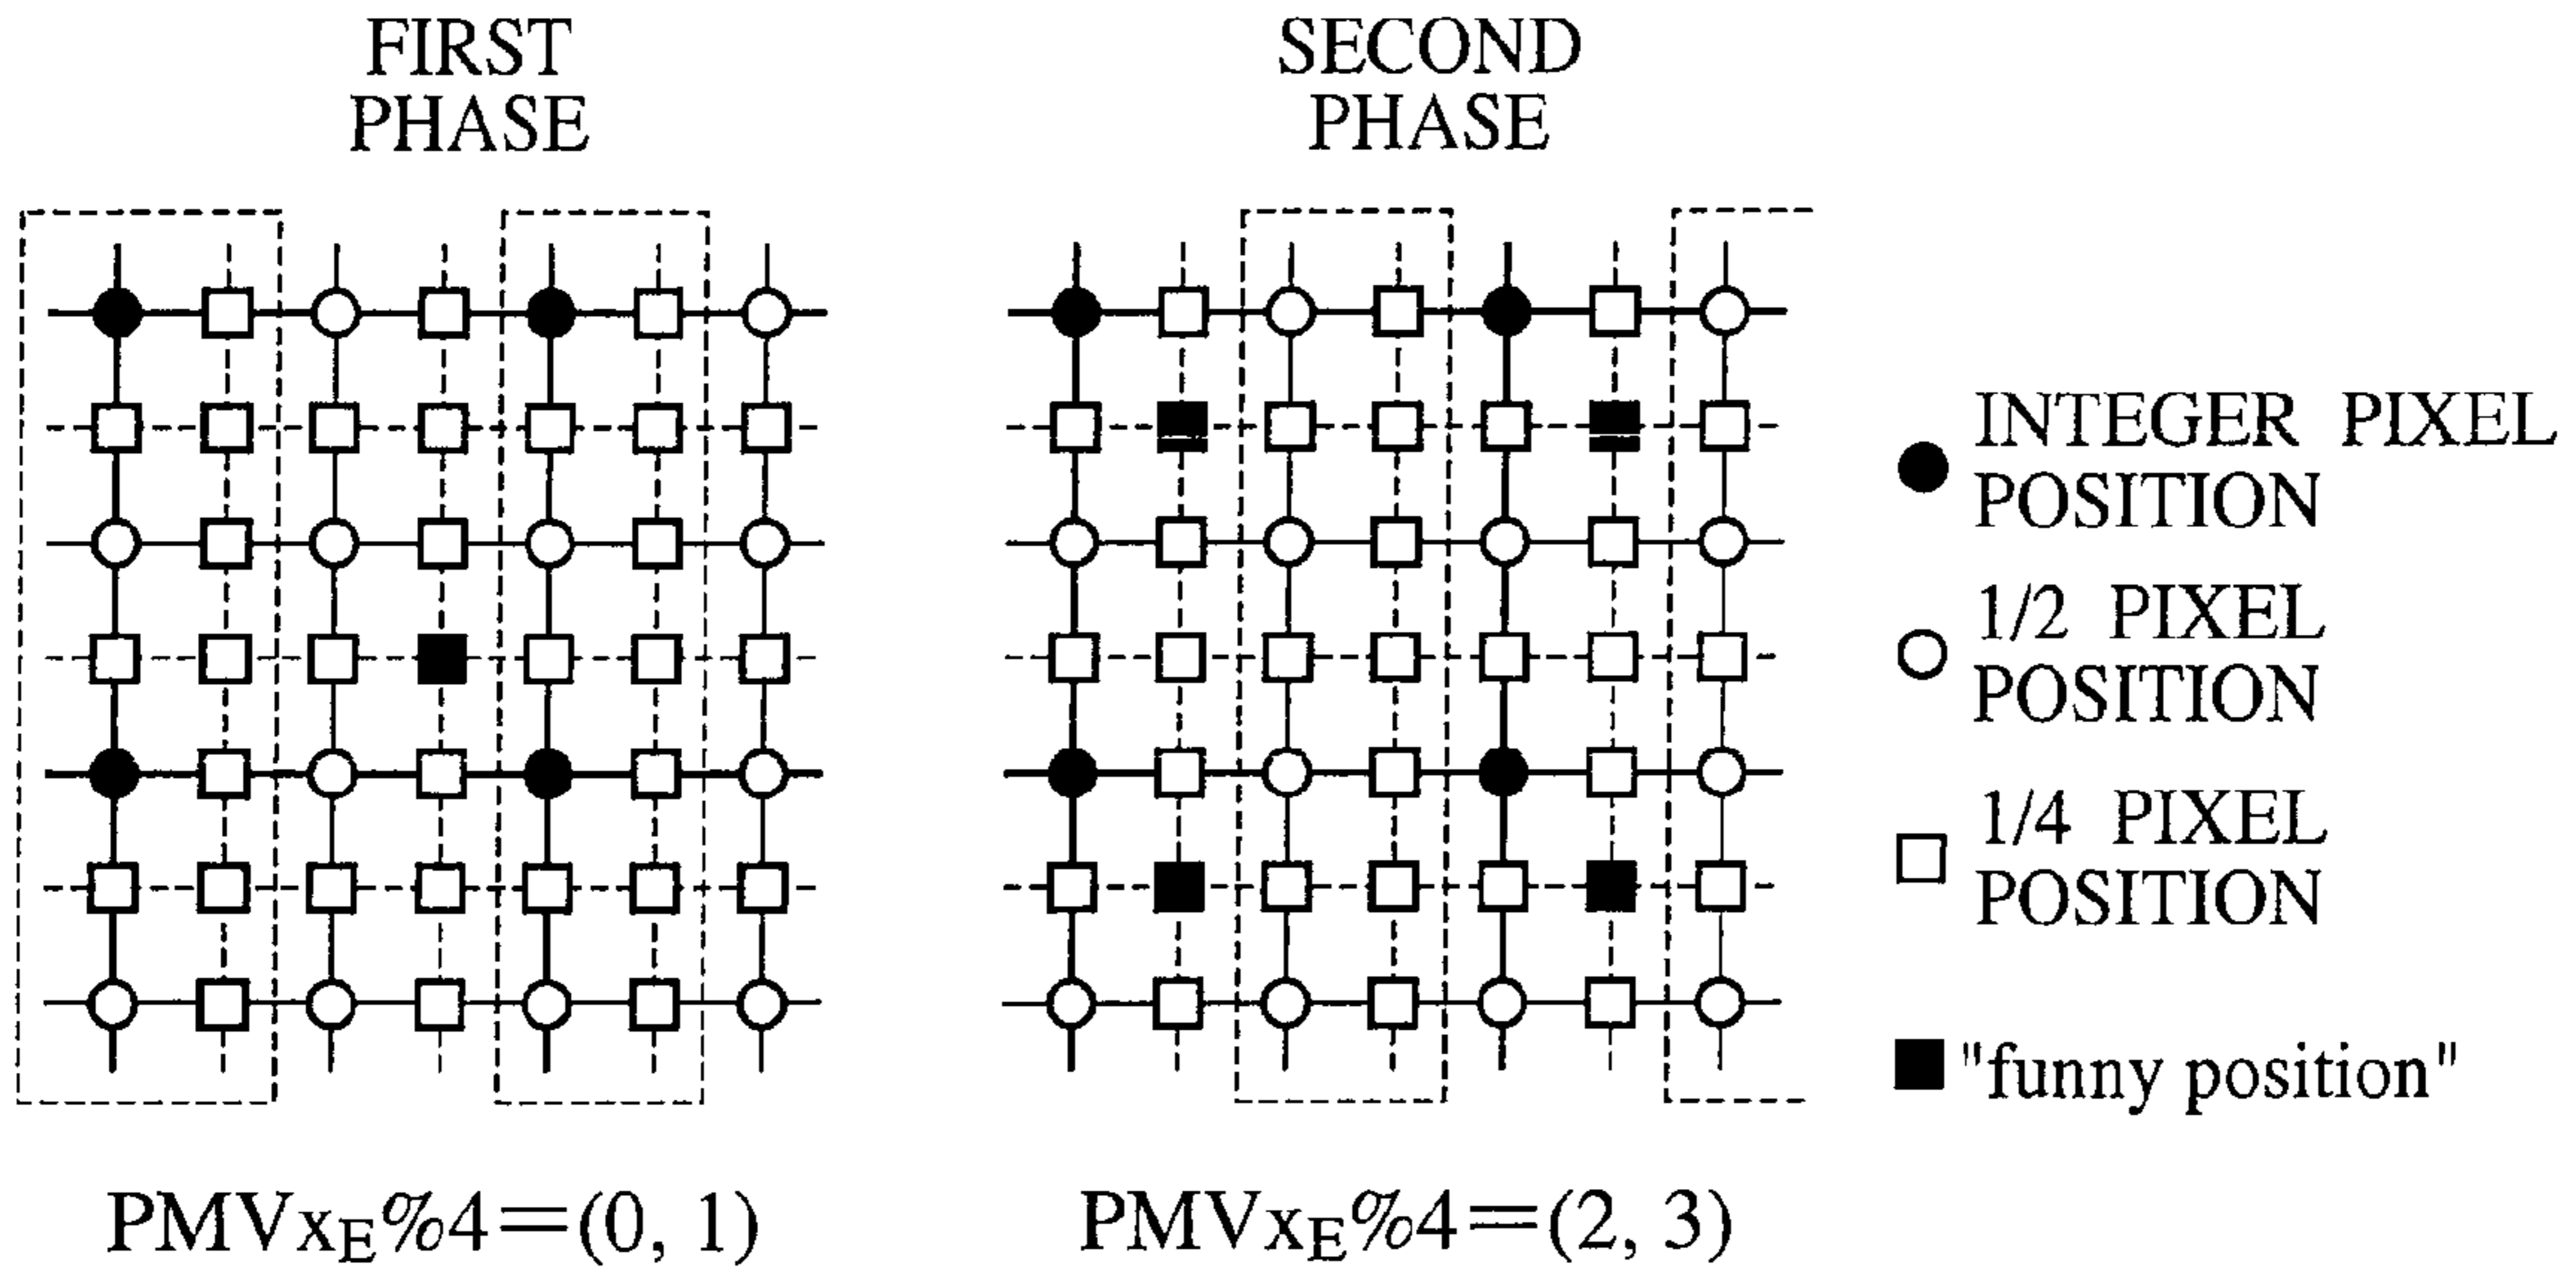 FIRST
PHASE
SECOND
PHASE
INTEGER PIXEL
POSITION
1/2 PIXEL
POSITION
1/4 PIXEL
POSITION
"funny position"
PMVxE%4=(0, 1)
PMVxE%4=(2, 3)